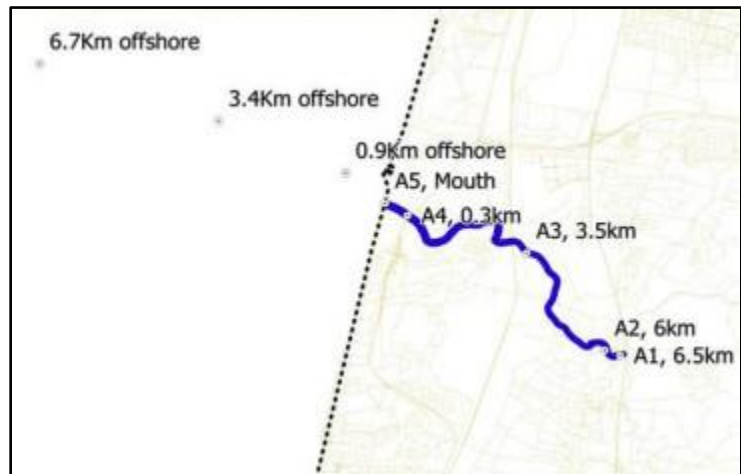 6.7Km offshore
3.4Km offshore
0.9Km offshore
A5, Mouth
A4, 0.3km
A3, 3.5km
A2, 6km
A1, 6.5km